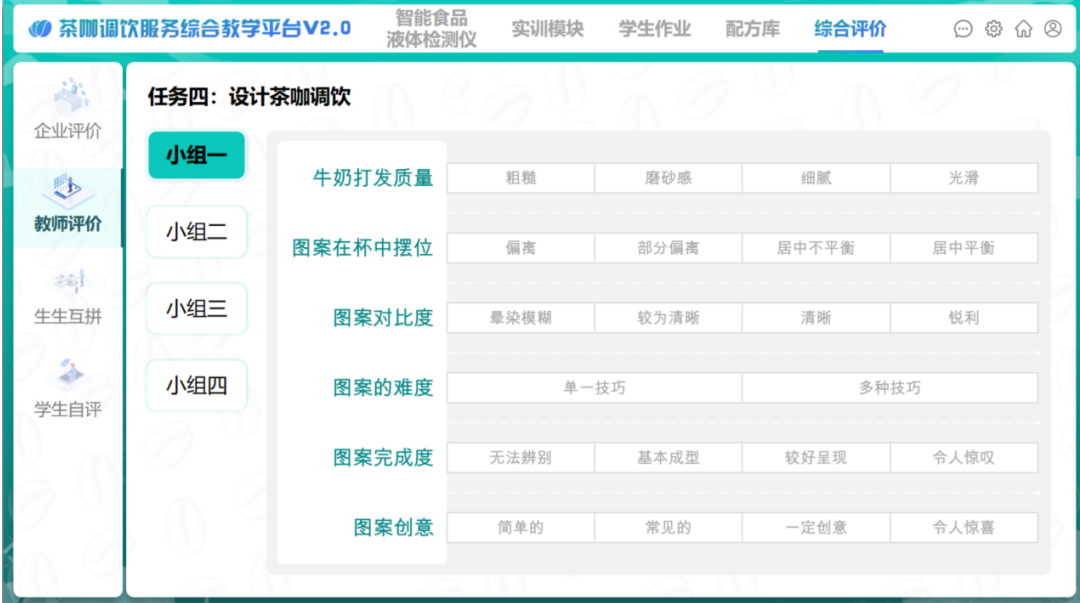 茶咖调饮服务综合教学平台V2.0
智能食品
液体检测仪
实训模块
学生作业
配方库
综合评价
企业评价
教师评价
生生互拼
学生自评
任务四：设计茶咖调饮
小组一
小组二
小组三
小组四
牛奶打发质量 粗糙 磨砂感 细腻 光滑
图案在杯中摆位 偏离 部分偏离 居中不平衡 居中平衡
图案对比度 晕染模糊 较为清晰 清晰 锐利
图案的难度 单一技巧 多种技巧
图案完成度 无法辨别 基本成型 较好呈现 令人惊叹
图案创意 简单的 常见的 一定创意 令人惊喜